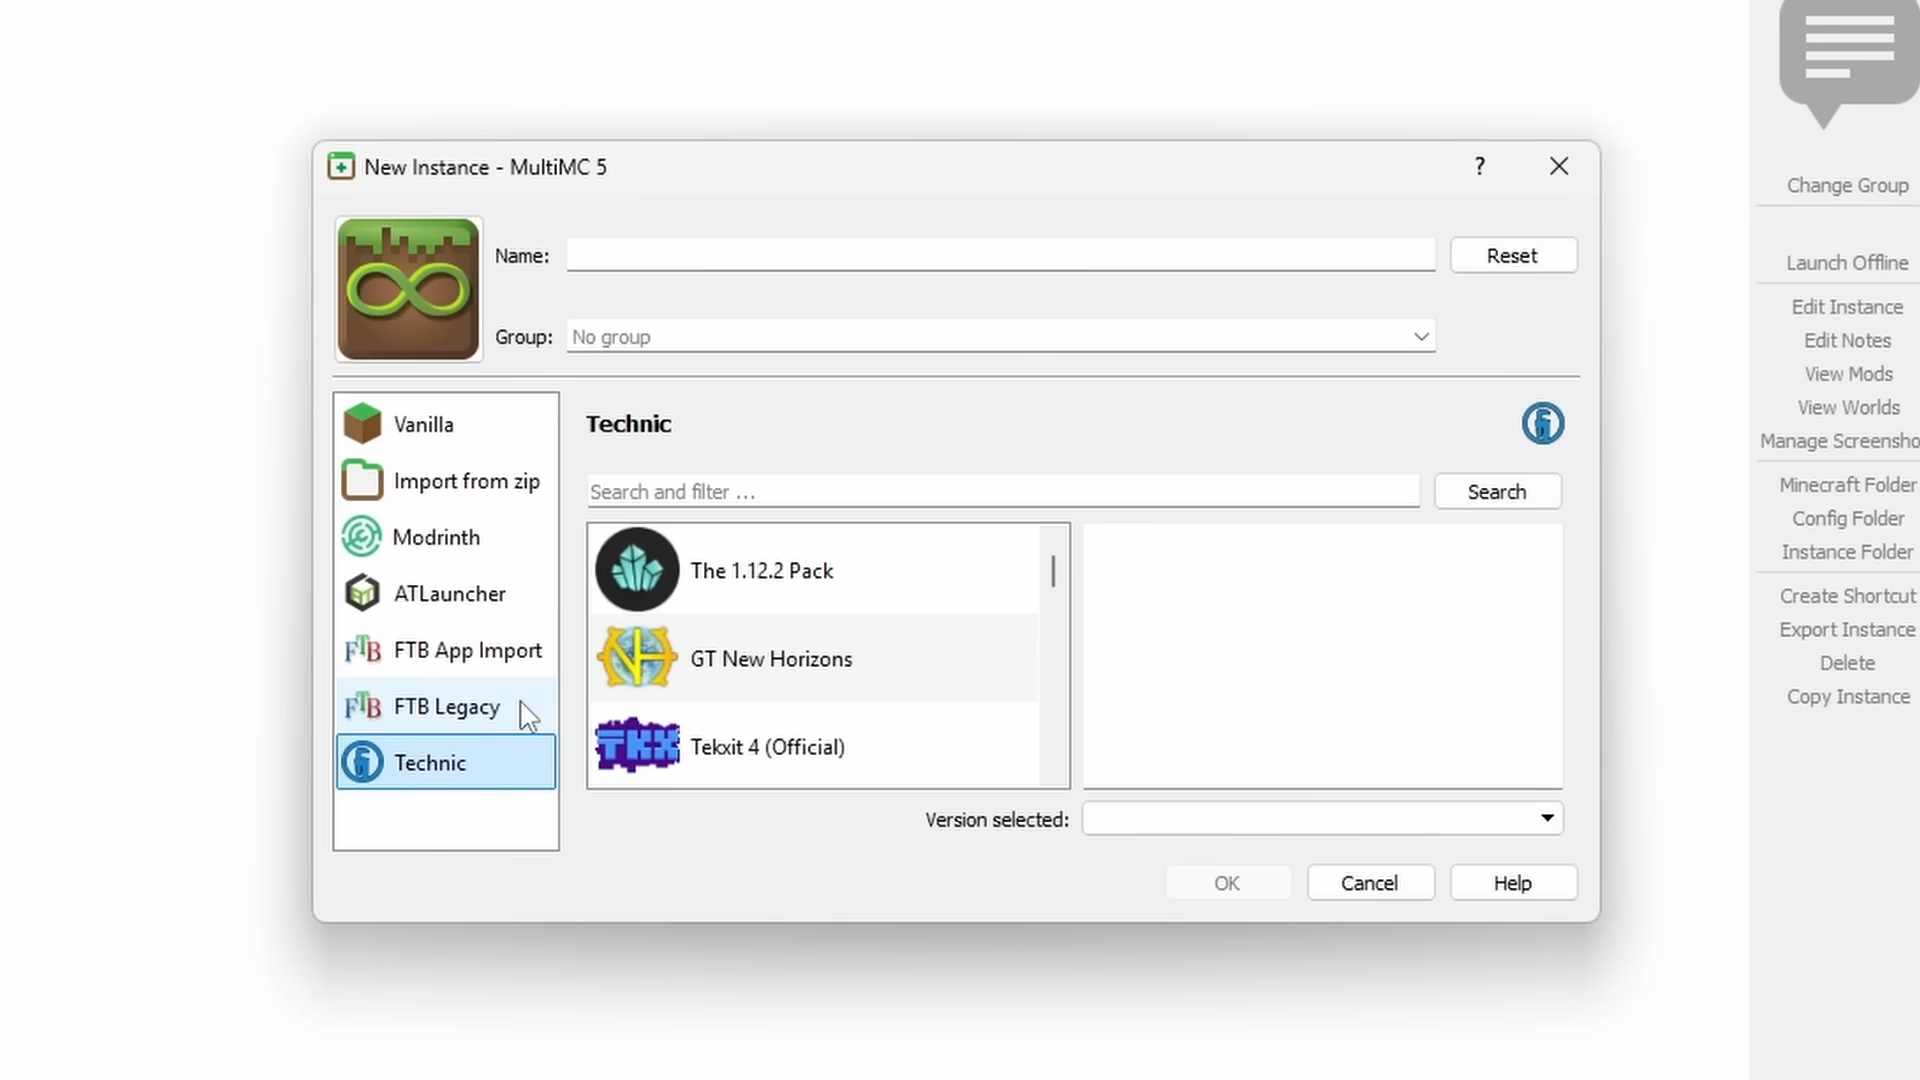 New Instance - MultiMC 5
?
Name:
Reset
Group:
No group
Vanilla
Import from zip
Modrinth
ATLauncher
FTB App Import
FTB Legacy
Technic
Technic
Search and filter ...
Search
The 1.12.2 Pack
GT New Horizons
TKX
Tekxit 4 (Official)
Version selected:
OK
Cancel
Help
Change Group
Launch Offline
Edit Instance
Edit Notes
View Mods
View Worlds
Manage Screensho
Minecraft Folder
Config Folder
Instance Folder
Create Shortcut
Export Instance
Delete
Copy Instance